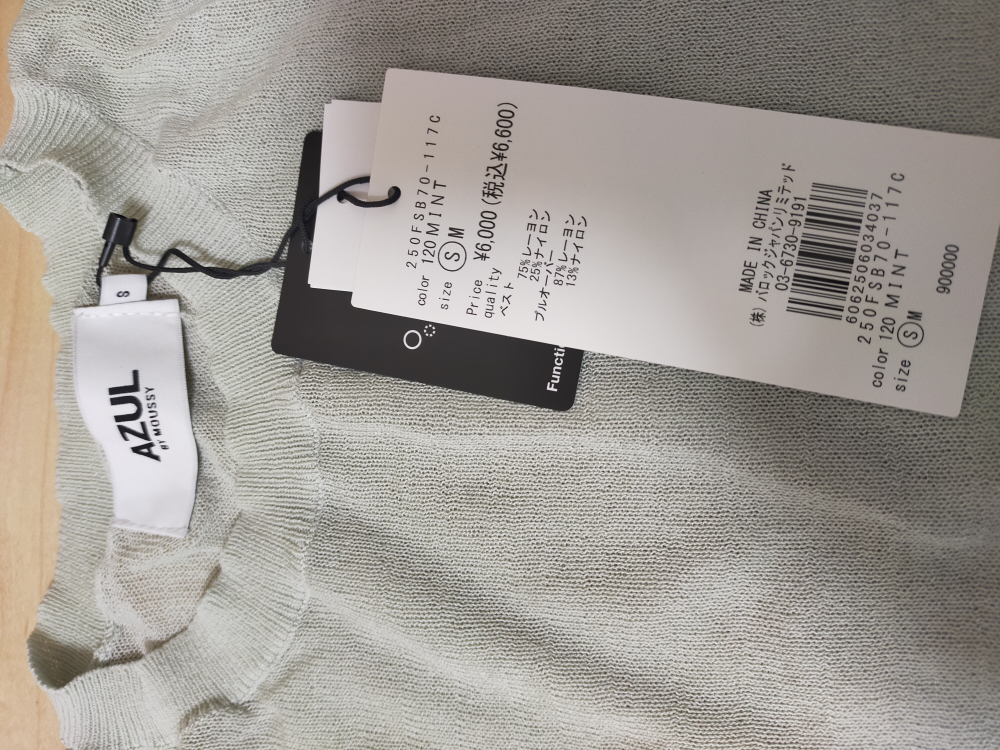 AZUL
BY MOUSSY
S
250FSB70-117C
color 120 MINT
size Ⓢ M
Price ¥6,000 (税込¥6,600)
quality
ベスト
75%レーヨン
25%ナイロン
プルオーバー
87%レーヨン
13%ナイロン
MADE IN CHINA
(株) バロックジャパンリミテッド
03-6730-9191
6062506934037
250FSB70-117C
color 120 MINT
size Ⓢ M
900000